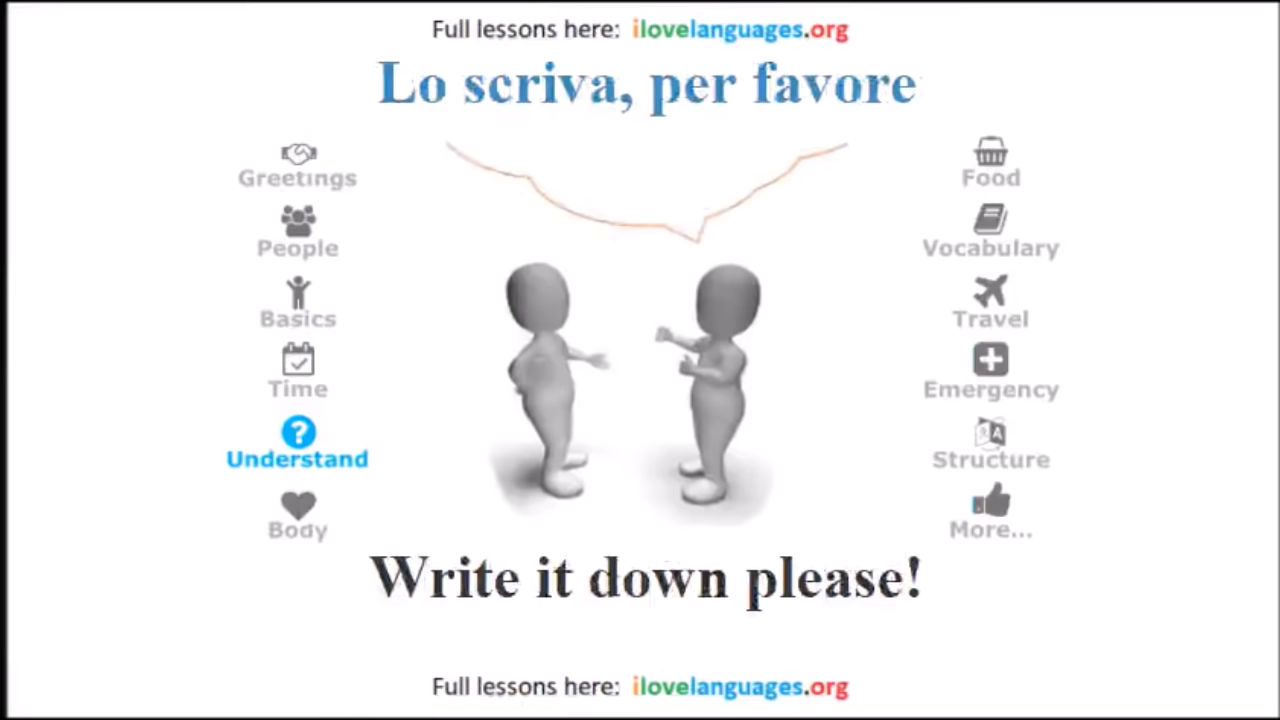 Full lessons here: ilovelanguages.org
Lo scriva, per favore
Greetings
People
Basics
Time
Understand
Body
Food
Vocabulary
Travel
Emergency
Structure
More...
Write it down please!
Full lessons here: ilovelanguages.org